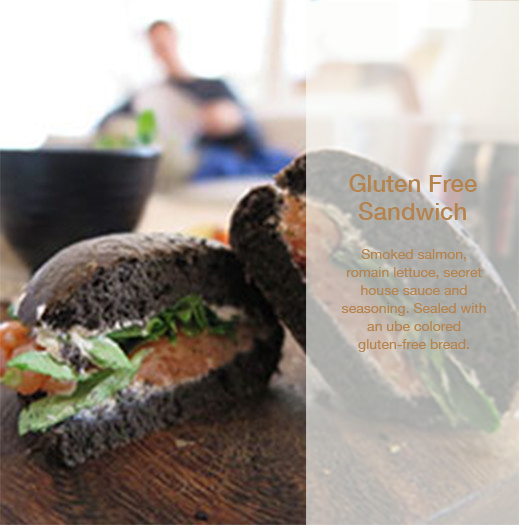 Gluten Free
Sandwich
Smoked salmon,
romain lettuce, secret
house sauce and
seasoning. Sealed with
an ube colored
gluten-free bread.